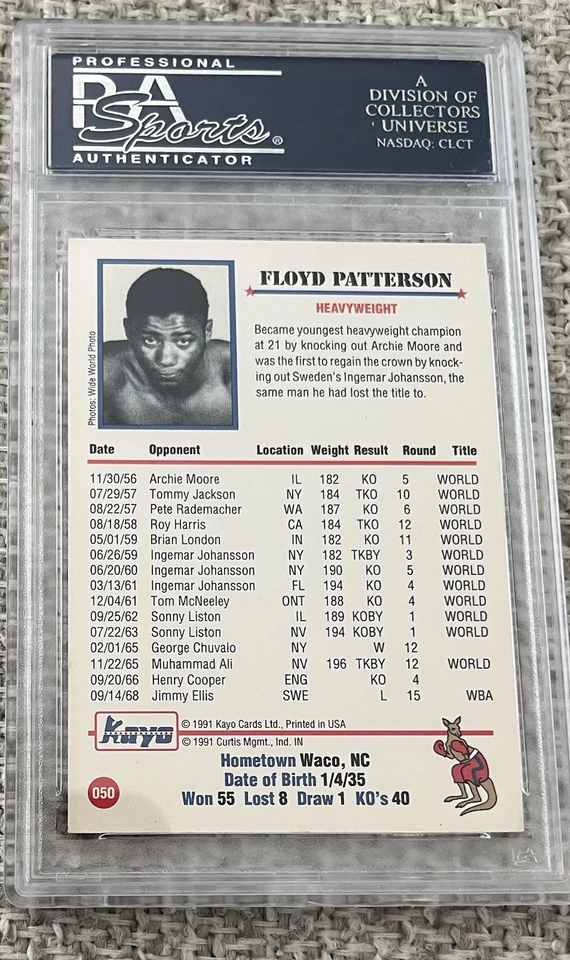 PROFESSIONAL
PSA
Sports®
AUTHENTICATOR
A
DIVISION OF
COLLECTORS
UNIVERSE
NASDAQ: CLCT
Photos: Wide World Photo
FLOYD PATTERSON
HEAVYWEIGHT
Became youngest heavyweight champion
at 21 by knocking out Archie Moore and
was the first to regain the crown by knock-
ing out Sweden's Ingemar Johansson, the
same man he had lost the title to.
Date Opponent Location Weight Result Round Title
11/30/56 Archie Moore IL 182 KO 5 WORLD
07/29/57 Tommy Jackson NY 184 TKO 10 WORLD
08/22/57 Pete Rademacher WA 187 KO 6 WORLD
08/18/58 Roy Harris CA 184 TKO 12 WORLD
05/01/59 Brian London IN 182 KO 11 WORLD
06/26/59 Ingemar Johansson NY 182 TKBY 3 WORLD
06/20/60 Ingemar Johansson NY 190 KO 5 WORLD
03/13/61 Ingemar Johansson FL 194 KO 4 WORLD
12/04/61 Tom McNeeley ONT 188 KO 4 WORLD
09/25/62 Sonny Liston IL 189 KOBY 1 WORLD
07/22/63 Sonny Liston NV 194 KOBY 1 WORLD
02/01/65 George Chuvalo NY W 12
11/22/65 Muhammad Ali NV 196 TKBY 12 WORLD
09/20/66 Henry Cooper ENG KO 4
09/14/68 Jimmy Ellis SWE L 15 WBA
Kayo
© 1991 Kayo Cards Ltd., Printed in USA
© 1991 Curtis Mgmt., Ind. IN
Hometown Waco, NC
Date of Birth 1/4/35
050
Won 55 Lost 8 Draw 1 KO's 40